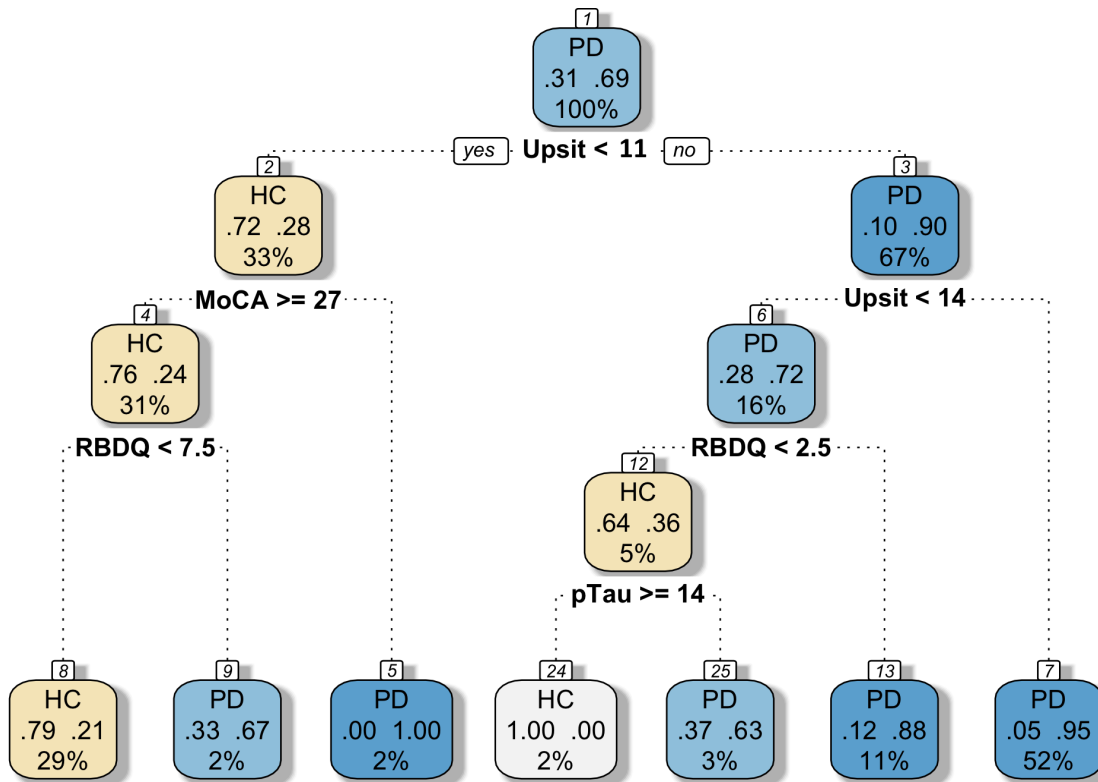 1
PD
.31 .69
100%
yes Upsit < 11 no
2
HC
.72 .28
33%
3
PD
.10 .90
67%
MoCA >= 27
Upsit < 14
4
HC
.76 .24
31%
6
PD
.28 .72
16%
RBDQ < 7.5
RBDQ < 2.5
12
HC
.64 .36
5%
pTau >= 14
8
HC
.79 .21
29%
9
PD
.33 .67
2%
5
PD
.00 1.00
2%
24
HC
1.00 .00
2%
25
PD
.37 .63
3%
13
PD
.12 .88
11%
7
PD
.05 .95
52%